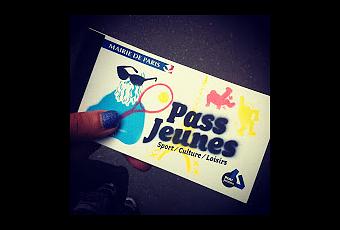 MAIRIE DE PARIS
Pass
Jeunes
Sport / Culture / Loisirs